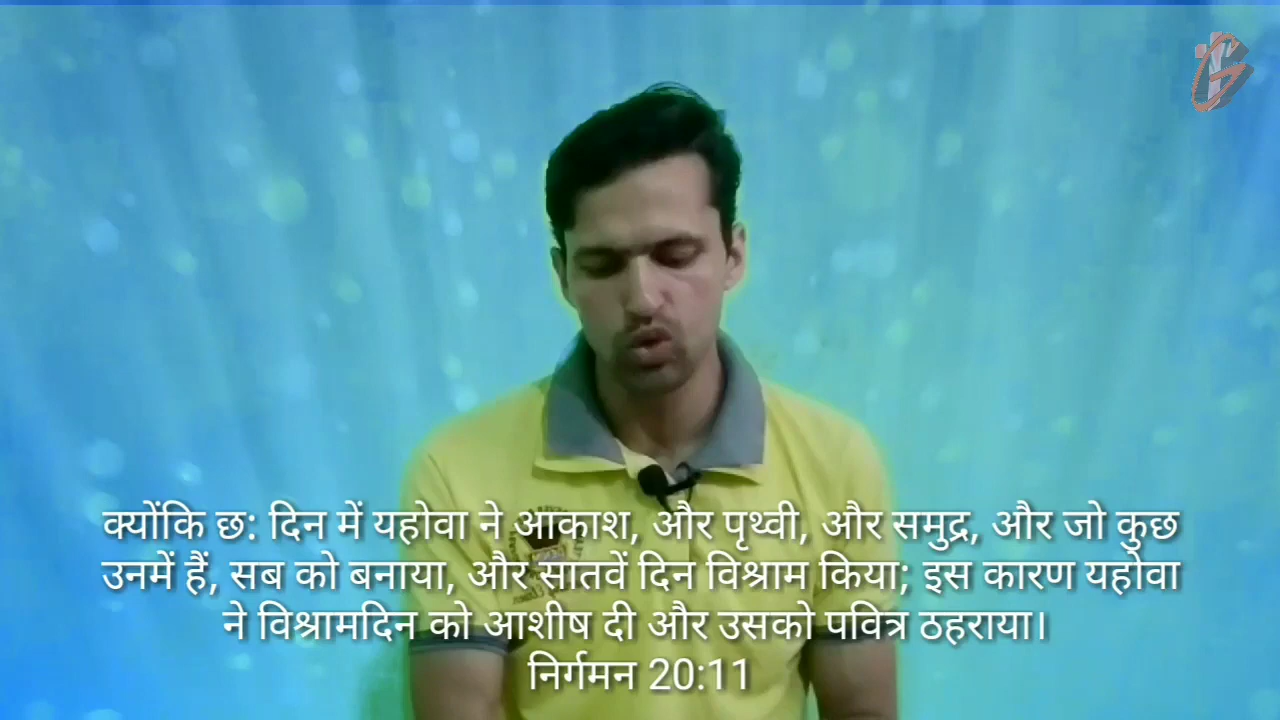 क्योंकि छ: दिन में यहोवा ने आकाश, और पृथ्वी, और समुद्र, और जो कुछ
उनमें हैं, सब को बनाया, और सातवें दिन विश्राम किया; इस कारण यहोवा
ने विश्रामदिन को आशीष दी और उसको पवित्र ठहराया।
निर्गमन 20:11